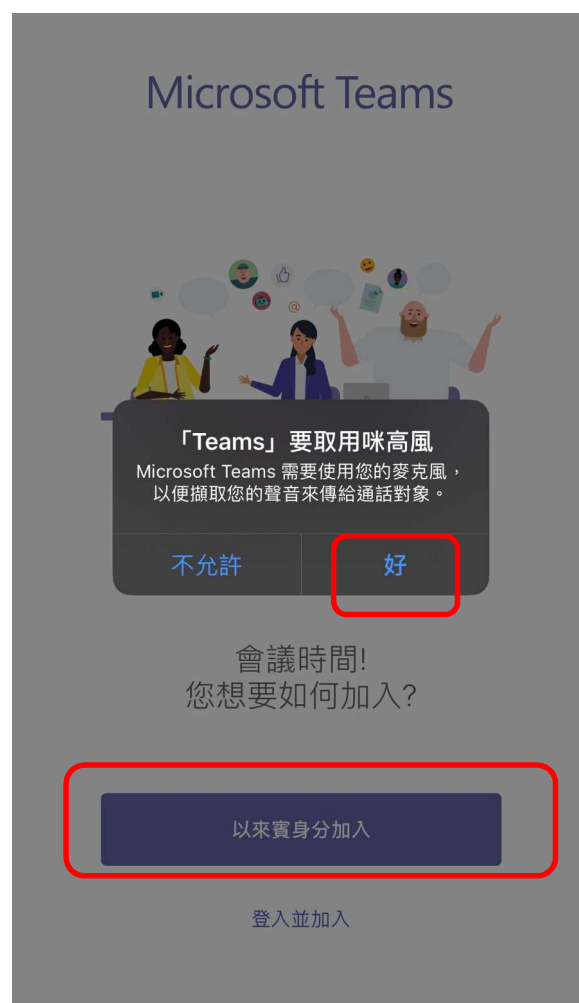 Microsoft Teams
「Teams」要取用咪高風
Microsoft Teams 需要使用您的麥克風，
以便擷取您的聲音來傳給通話對象。
不允許
好
會議時間!
您想要如何加入?
以來賓身分加入
登入並加入